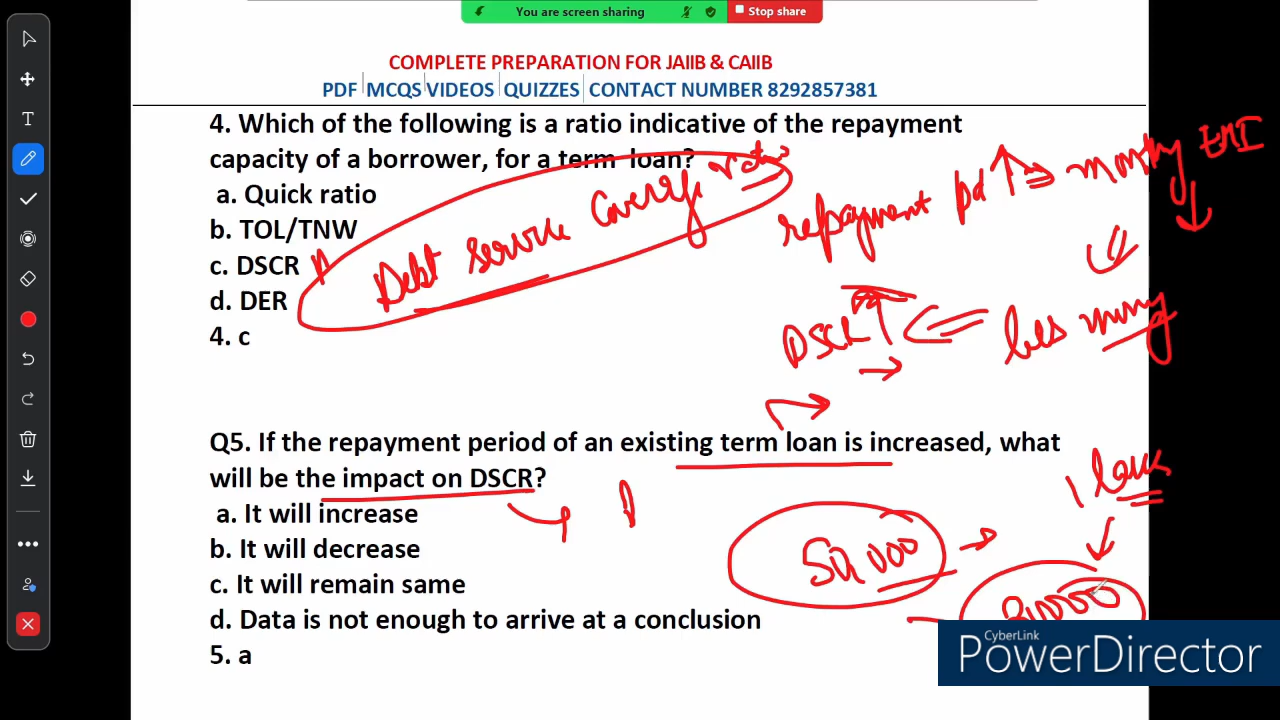 You are screen sharing Stop share
COMPLETE PREPARATION FOR JAIIB & CAIIB
PDF MCQS VIDEOS QUIZZES CONTACT NUMBER 8292857381
4. Which of the following is a ratio indicative of the repayment
capacity of a borrower, for a term loan?
a. Quick ratio
b. TOL/TNW
c. DSCR
d. DER
4. c
Debt Service Coverage ratio
repayment pd ⇒ monthly EMI
DSCR less money
Q5. If the repayment period of an existing term loan is increased, what
will be the impact on DSCR?
a. It will increase
b. It will decrease
c. It will remain same
d. Data is not enough to arrive at a conclusion
5. a
1 lack
50,000
CyberLink
PowerDirector